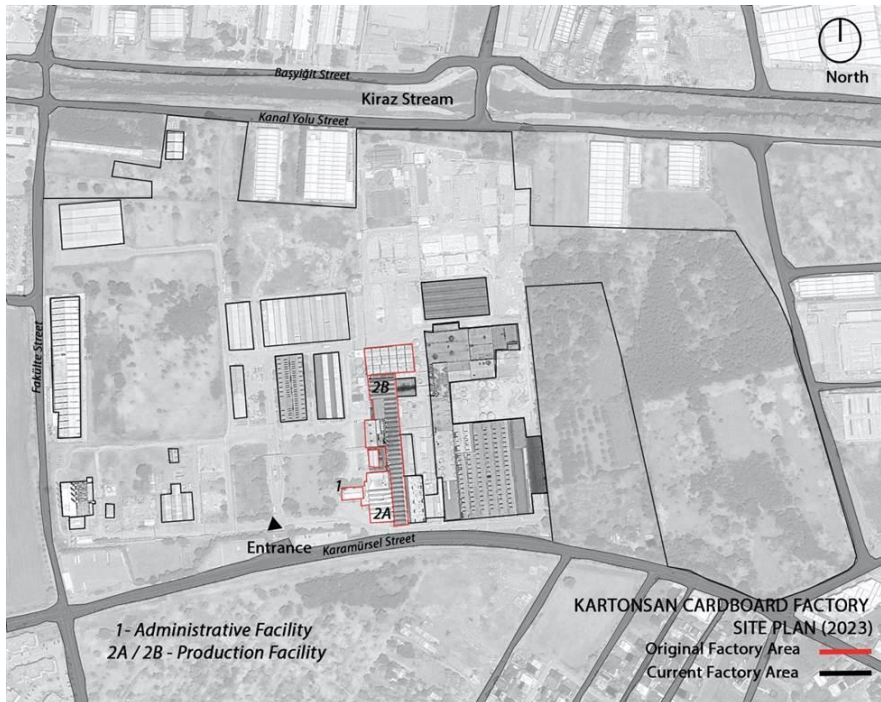 North
Başyiğit Street
Kiraz Stream
Kanal Yolu Street
Fakülte Street
2B
1
2A
Entrance
Karamürsel Street
1- Administrative Facility
2A / 2B - Production Facility
KARTONSAN CARDBOARD FACTORY
SITE PLAN (2023)
Original Factory Area
Current Factory Area